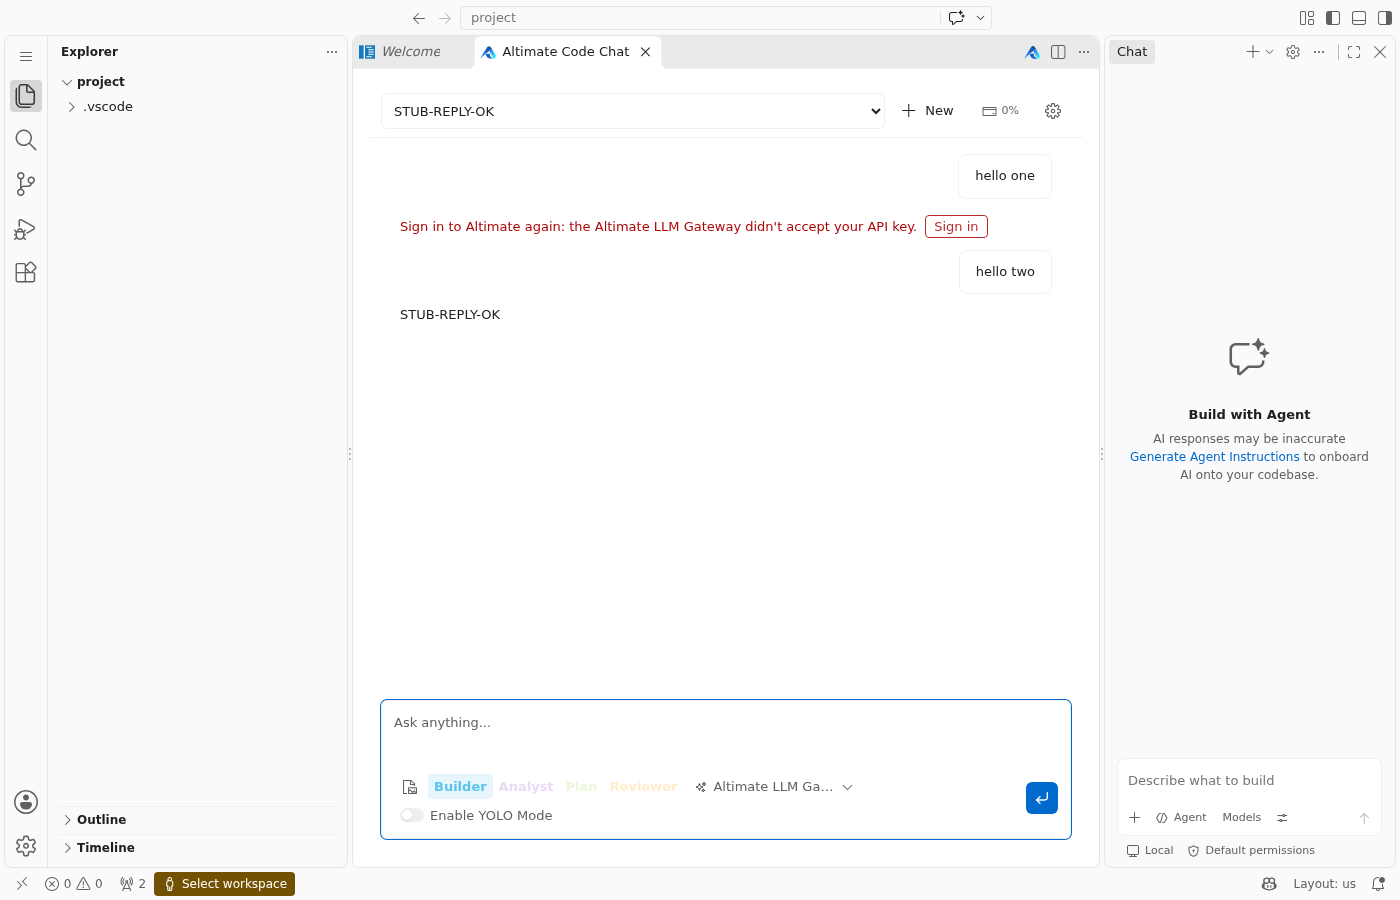 project
Explorer
project
.vscode
Outline
Timeline
Welcome
Altimate Code Chat
STUB-REPLY-OK
New
0%
hello one
Sign in to Altimate again: the Altimate LLM Gateway didn't accept your API key.
Sign in
hello two
STUB-REPLY-OK
Ask anything...
Builder Analyst Plan Reviewer Altimate LLM Ga...
Enable YOLO Mode
Chat
Build with Agent
AI responses may be inaccurate
Generate Agent Instructions to onboard
AI onto your codebase.
Describe what to build
Agent Models
Local Default permissions
0 0 2 Select workspace
Layout: us